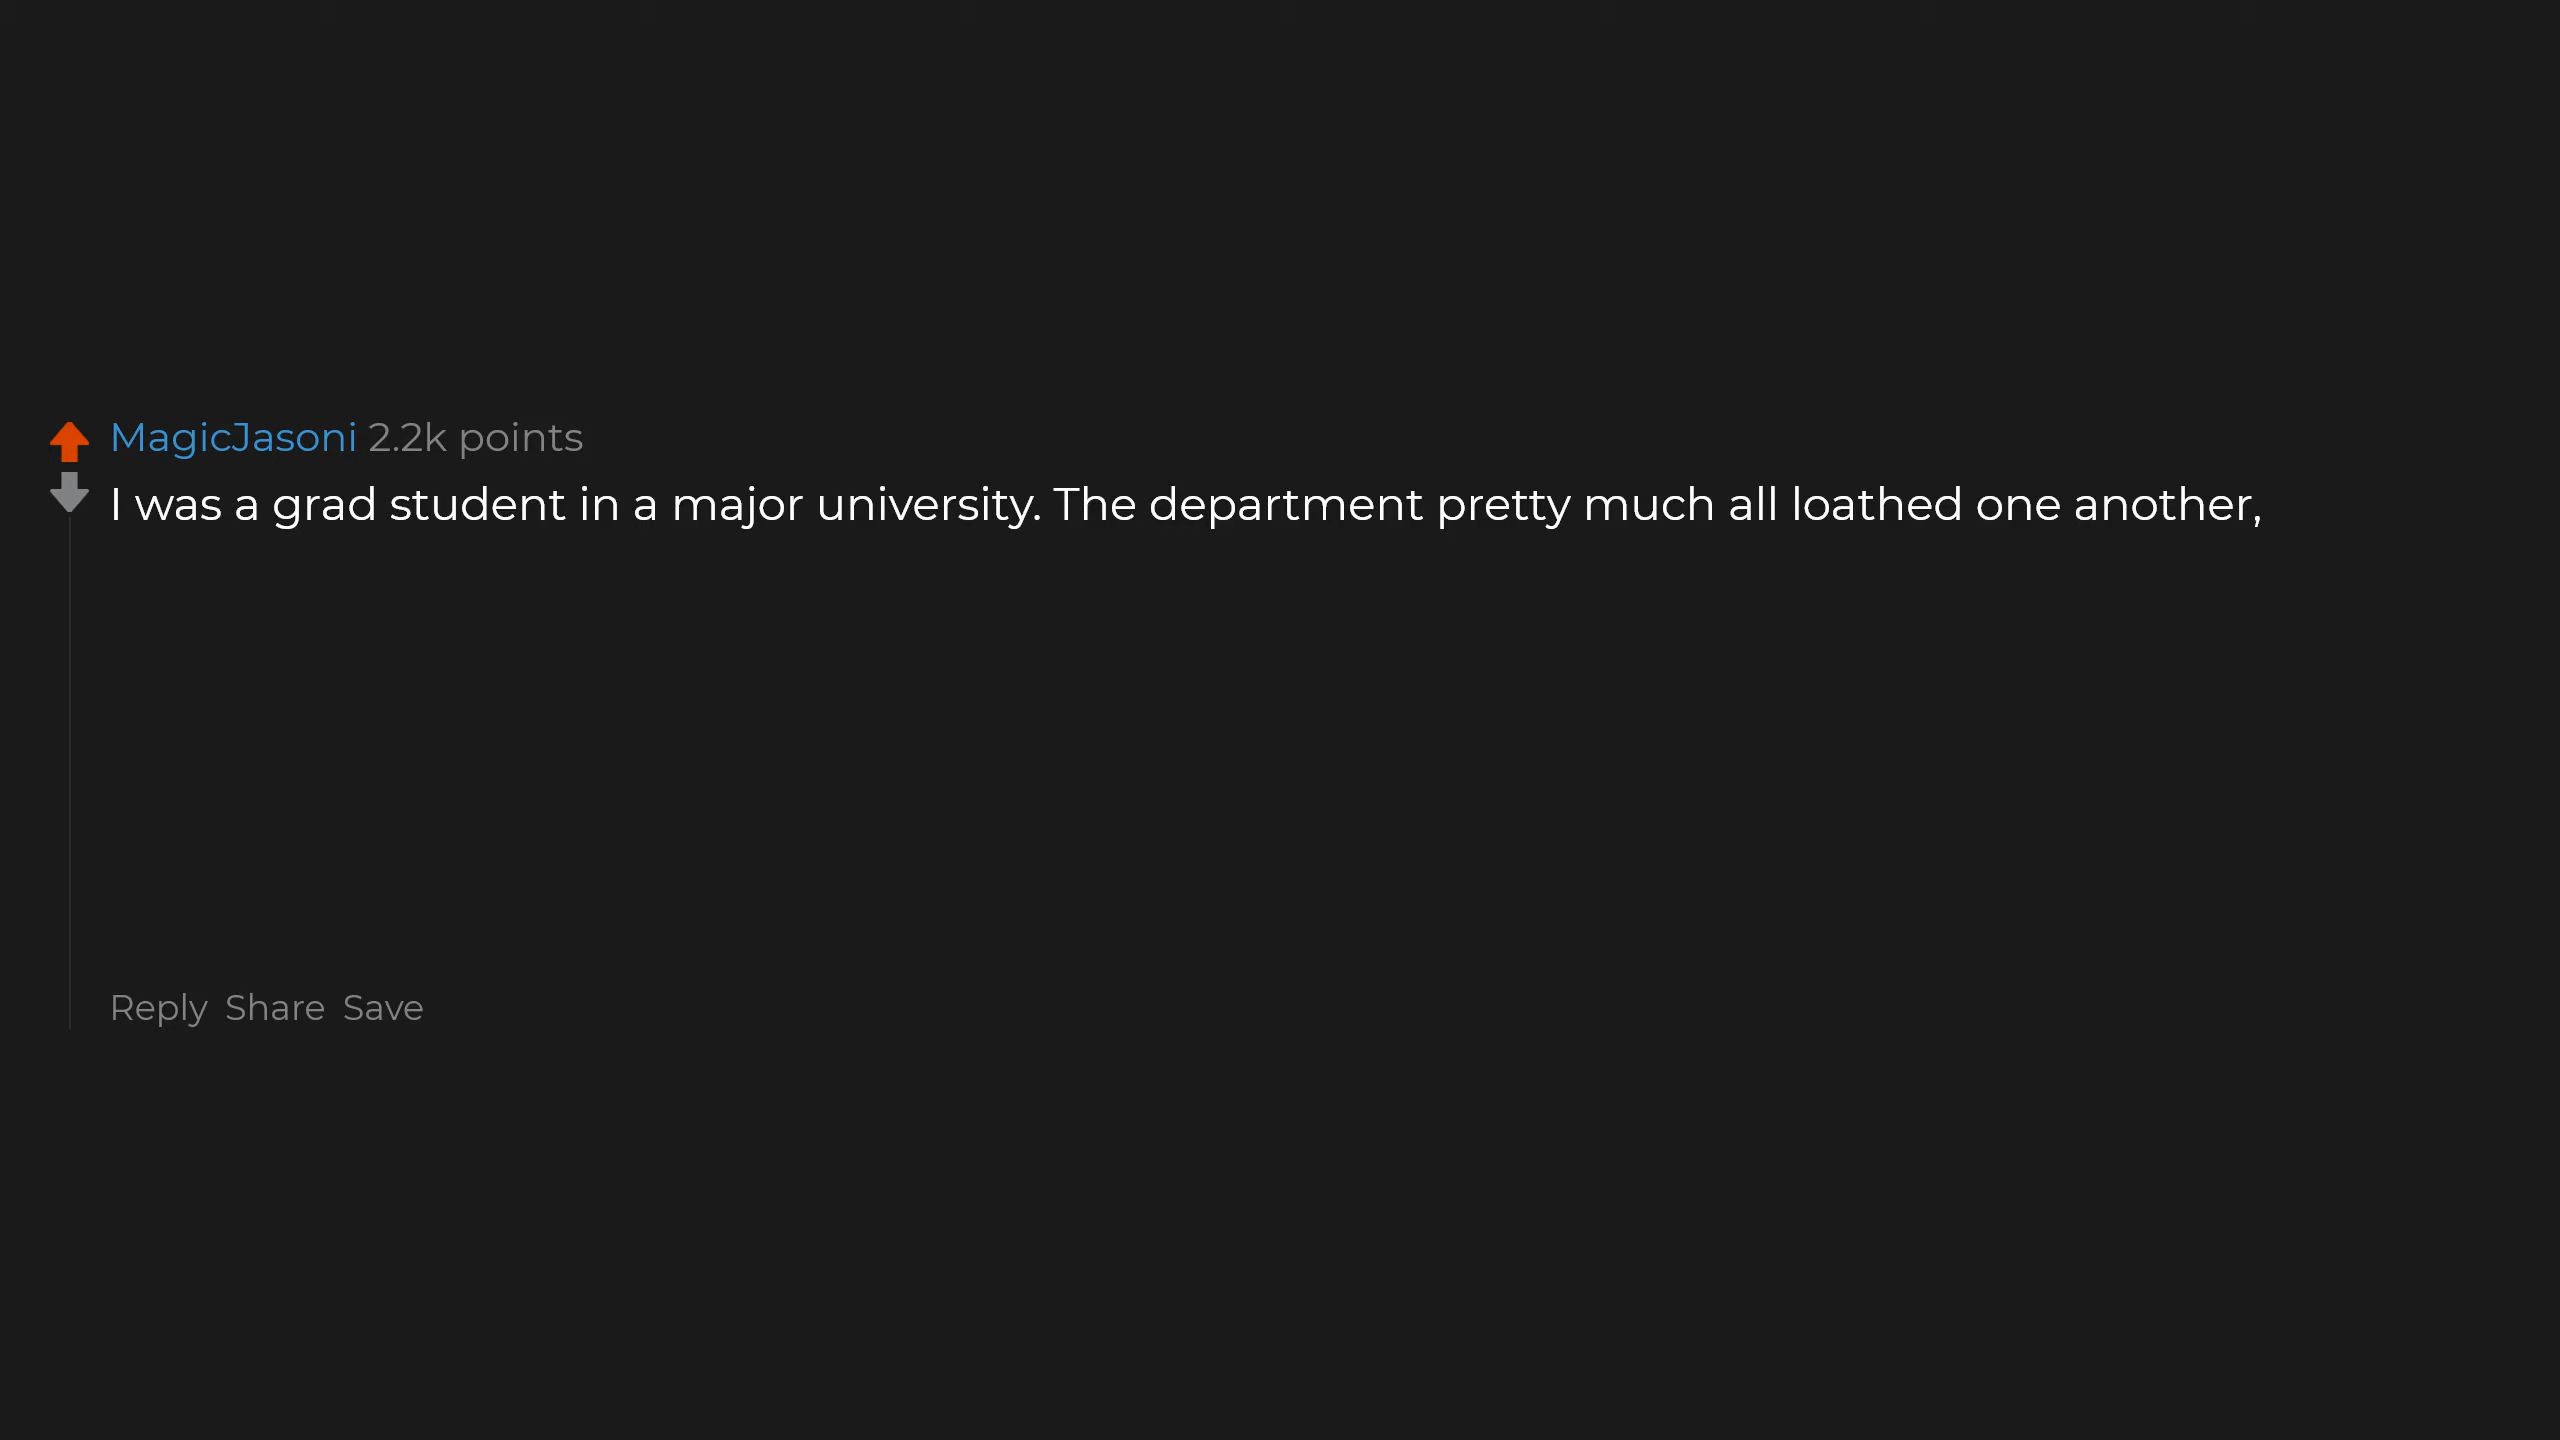 MagicJasoni 2.2k points
I was a grad student in a major university. The department pretty much all loathed one another,
Reply Share Save